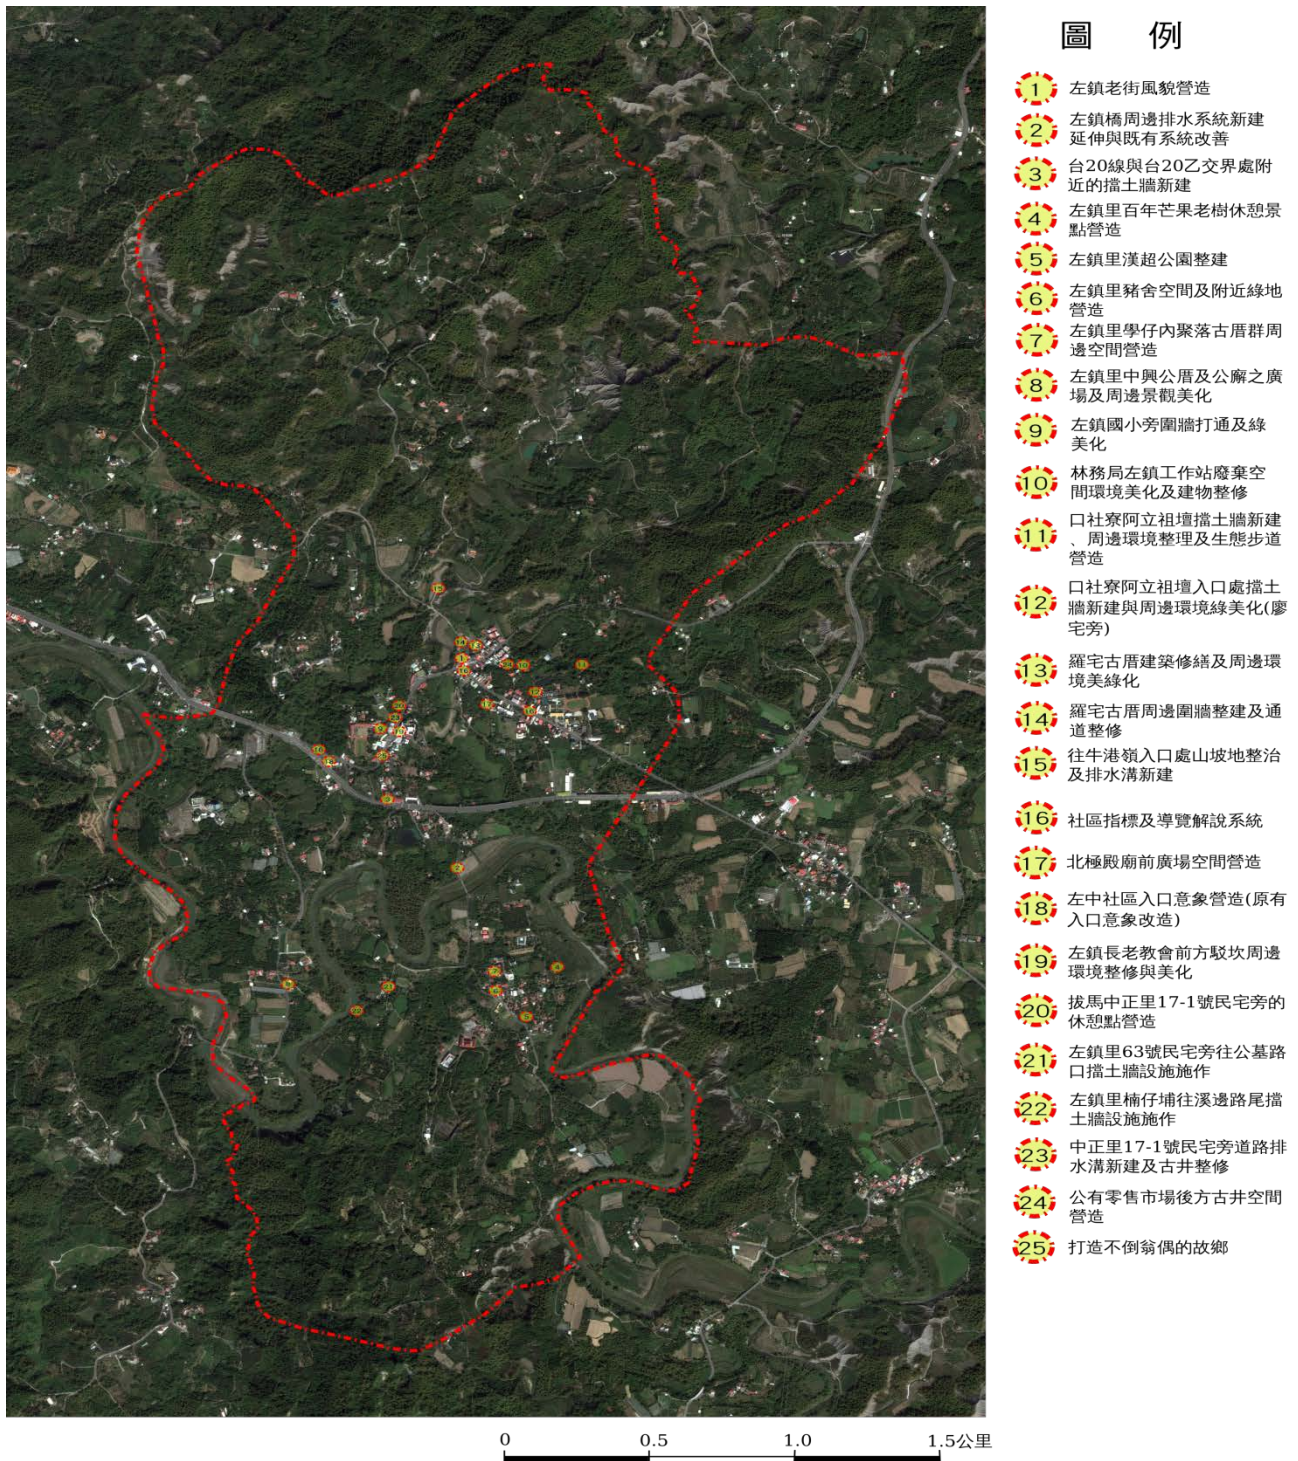 圖 例
1 左鎮老街風貌營造
2 左鎮橋周邊排水系統新建
延伸與既有系統改善
3 台20線與台20乙交界處附
近的擋土牆新建
4 左鎮里百年芒果老樹休憩景
點營造
5 左鎮里漢超公園整建
6 左鎮里豬舍空間及附近綠地
營造
7 左鎮里學仔內聚落古厝群周
邊空間營造
8 左鎮里中興公厝及公廨之廣
場及周邊景觀美化
9 左鎮國小旁圍牆打通及綠
美化
10 林務局左鎮工作站廢棄空
間環境美化及建物整修
11 口社寮阿立祖壇擋土牆新建
、周邊環境整理及生態步道
營造
12 口社寮阿立祖壇入口處擋土
牆新建與周邊環境綠美化(廖
宅旁)
13 羅宅古厝建築修繕及周邊環
境美綠化
14 羅宅古厝周邊圍牆整建及通
道整修
15 往牛港嶺入口處山坡地整治
及排水溝新建
16 社區指標及導覽解說系統
17 北極殿廟前廣場空間營造
18 左中社區入口意象營造(原有
入口意象改造)
19 左鎮長老教會前方駁坎周邊
環境整修與美化
20 拔馬中正里17-1號民宅旁的
休憩點營造
21 左鎮里63號民宅旁往公墓路
口擋土牆設施施作
22 左鎮里楠仔埔往溪邊路尾擋
土牆設施施作
23 中正里17-1號民宅旁道路排
水溝新建及古井整修
24 公有零售市場後方古井空間
營造
25 打造不倒翁偶的故鄉
0 0.5 1.0 1.5公里